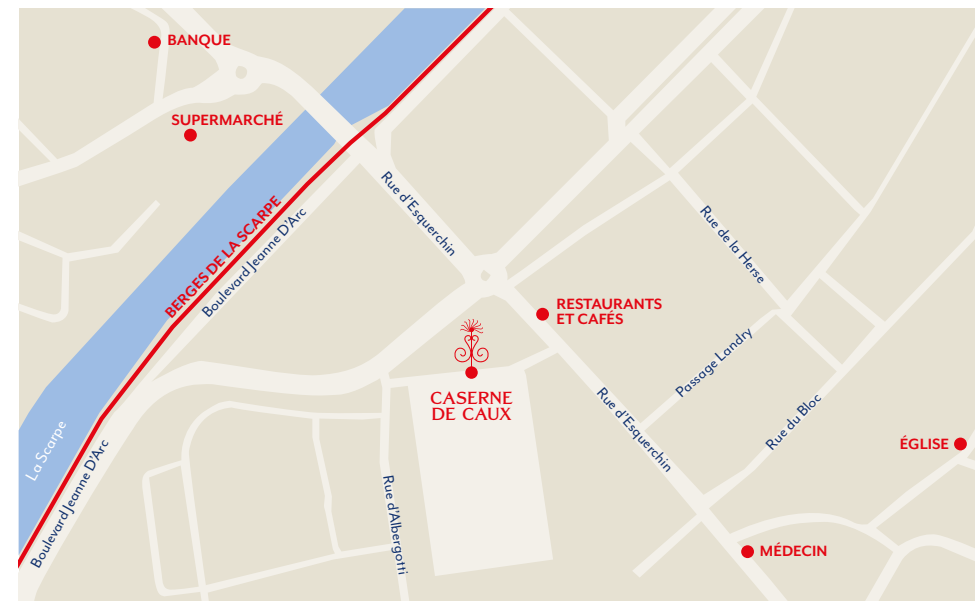 BANQUE
SUPERMARCHÉ
Rue d'Esquerchin
BERGES DE LA SCARPE
Boulevard Jeanne D'Arc
Rue de la Herse
RESTAURANTS
ET CAFÉS
Passage Landry
CASERNE
DE CAUX
Rue d'Esquerchin
Rue du Bloc
La Scarpe
ÉGLISE
Boulevard Jeanne D'Arc
Rue d'Albergotti
MÉDECIN